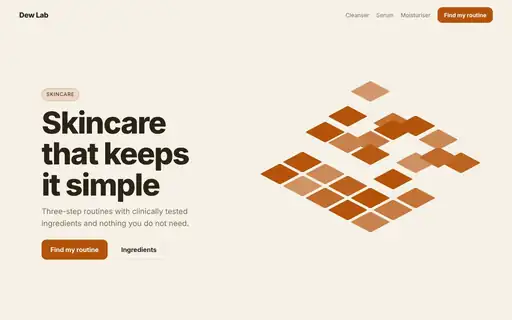 Dew Lab
Cleanser Serum Moisturiser Find my routine
SKINCARE
Skincare
that keeps
it simple
Three-step routines with clinically tested
ingredients and nothing you do not need.
Find my routine Ingredients